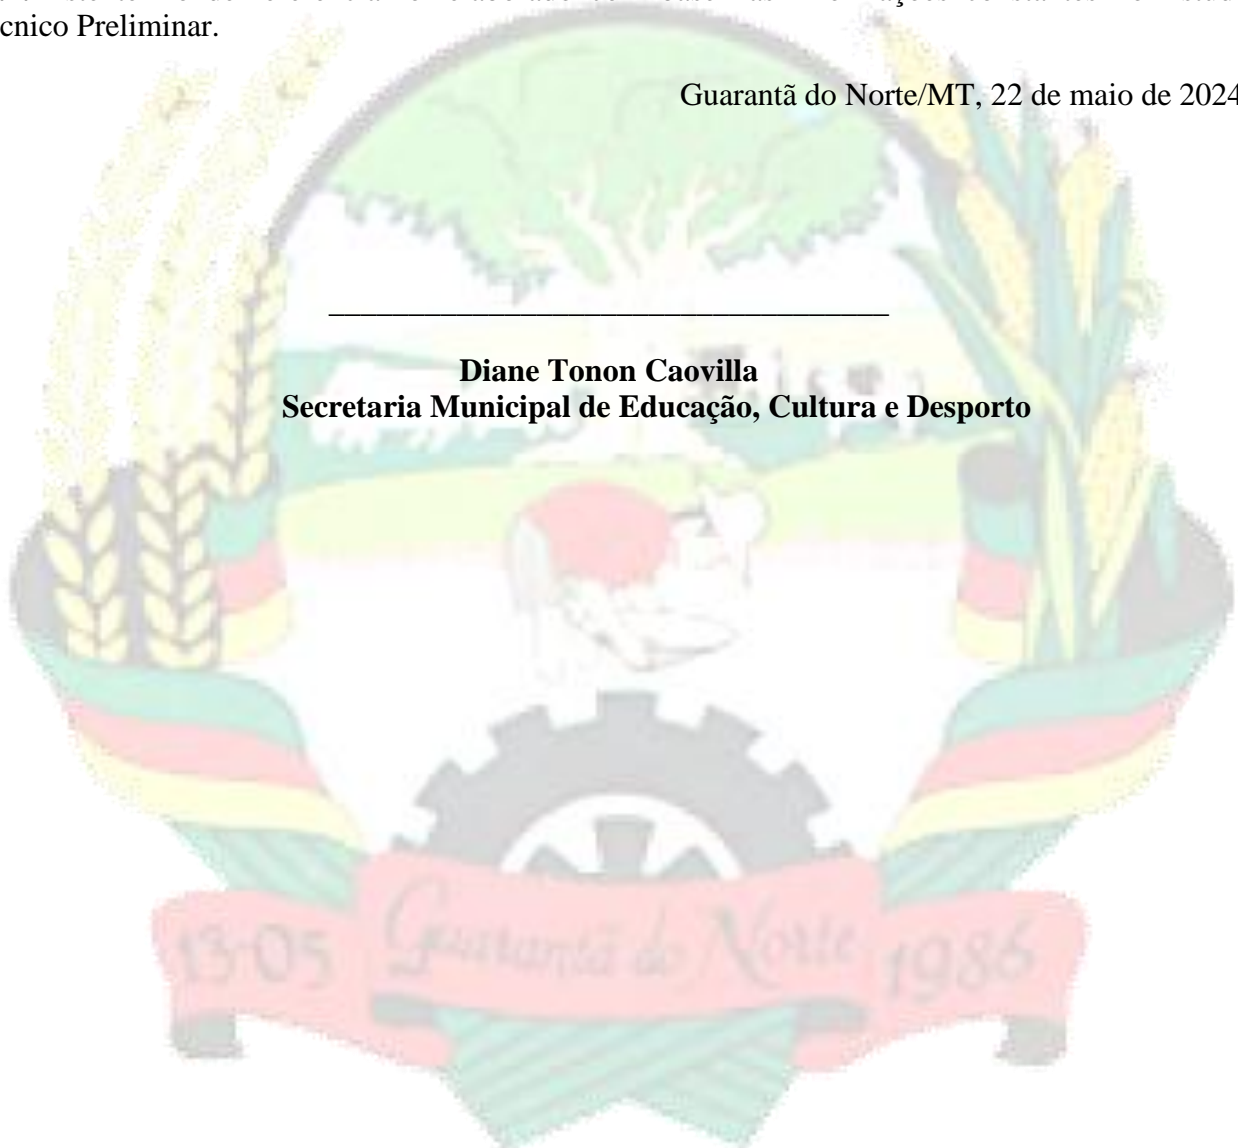 cnico Preliminar.
Guarantã do Norte/MT, 22 de maio de 2024
Diane Tonon Caovilla
Secretaria Municipal de Educação, Cultura e Desporto
13-05 Guarantã do Norte 1986